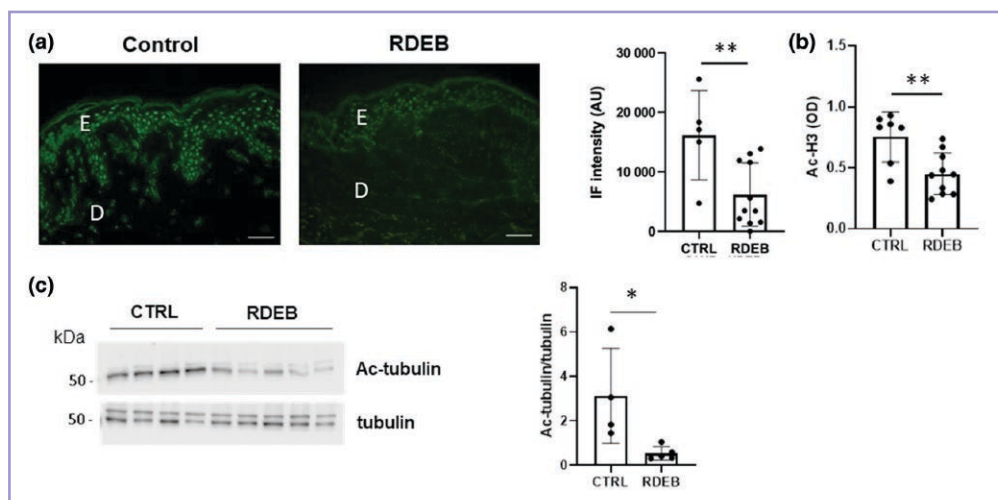 (a)
Control
RDEB
E
D
E
D
IF intensity (AU)
30 000
20 000
10 000
0
**
CTRL RDEB
(b)
Ac-H3 (OD)
1.5
1.0
0.5
0.0
**
CTRL RDEB
(c)
CTRL RDEB
kDa
50 -
Ac-tubulin
50 -
tubulin
Ac-tubulin/tubulin
8
6
4
2
0
*
CTRL RDEB